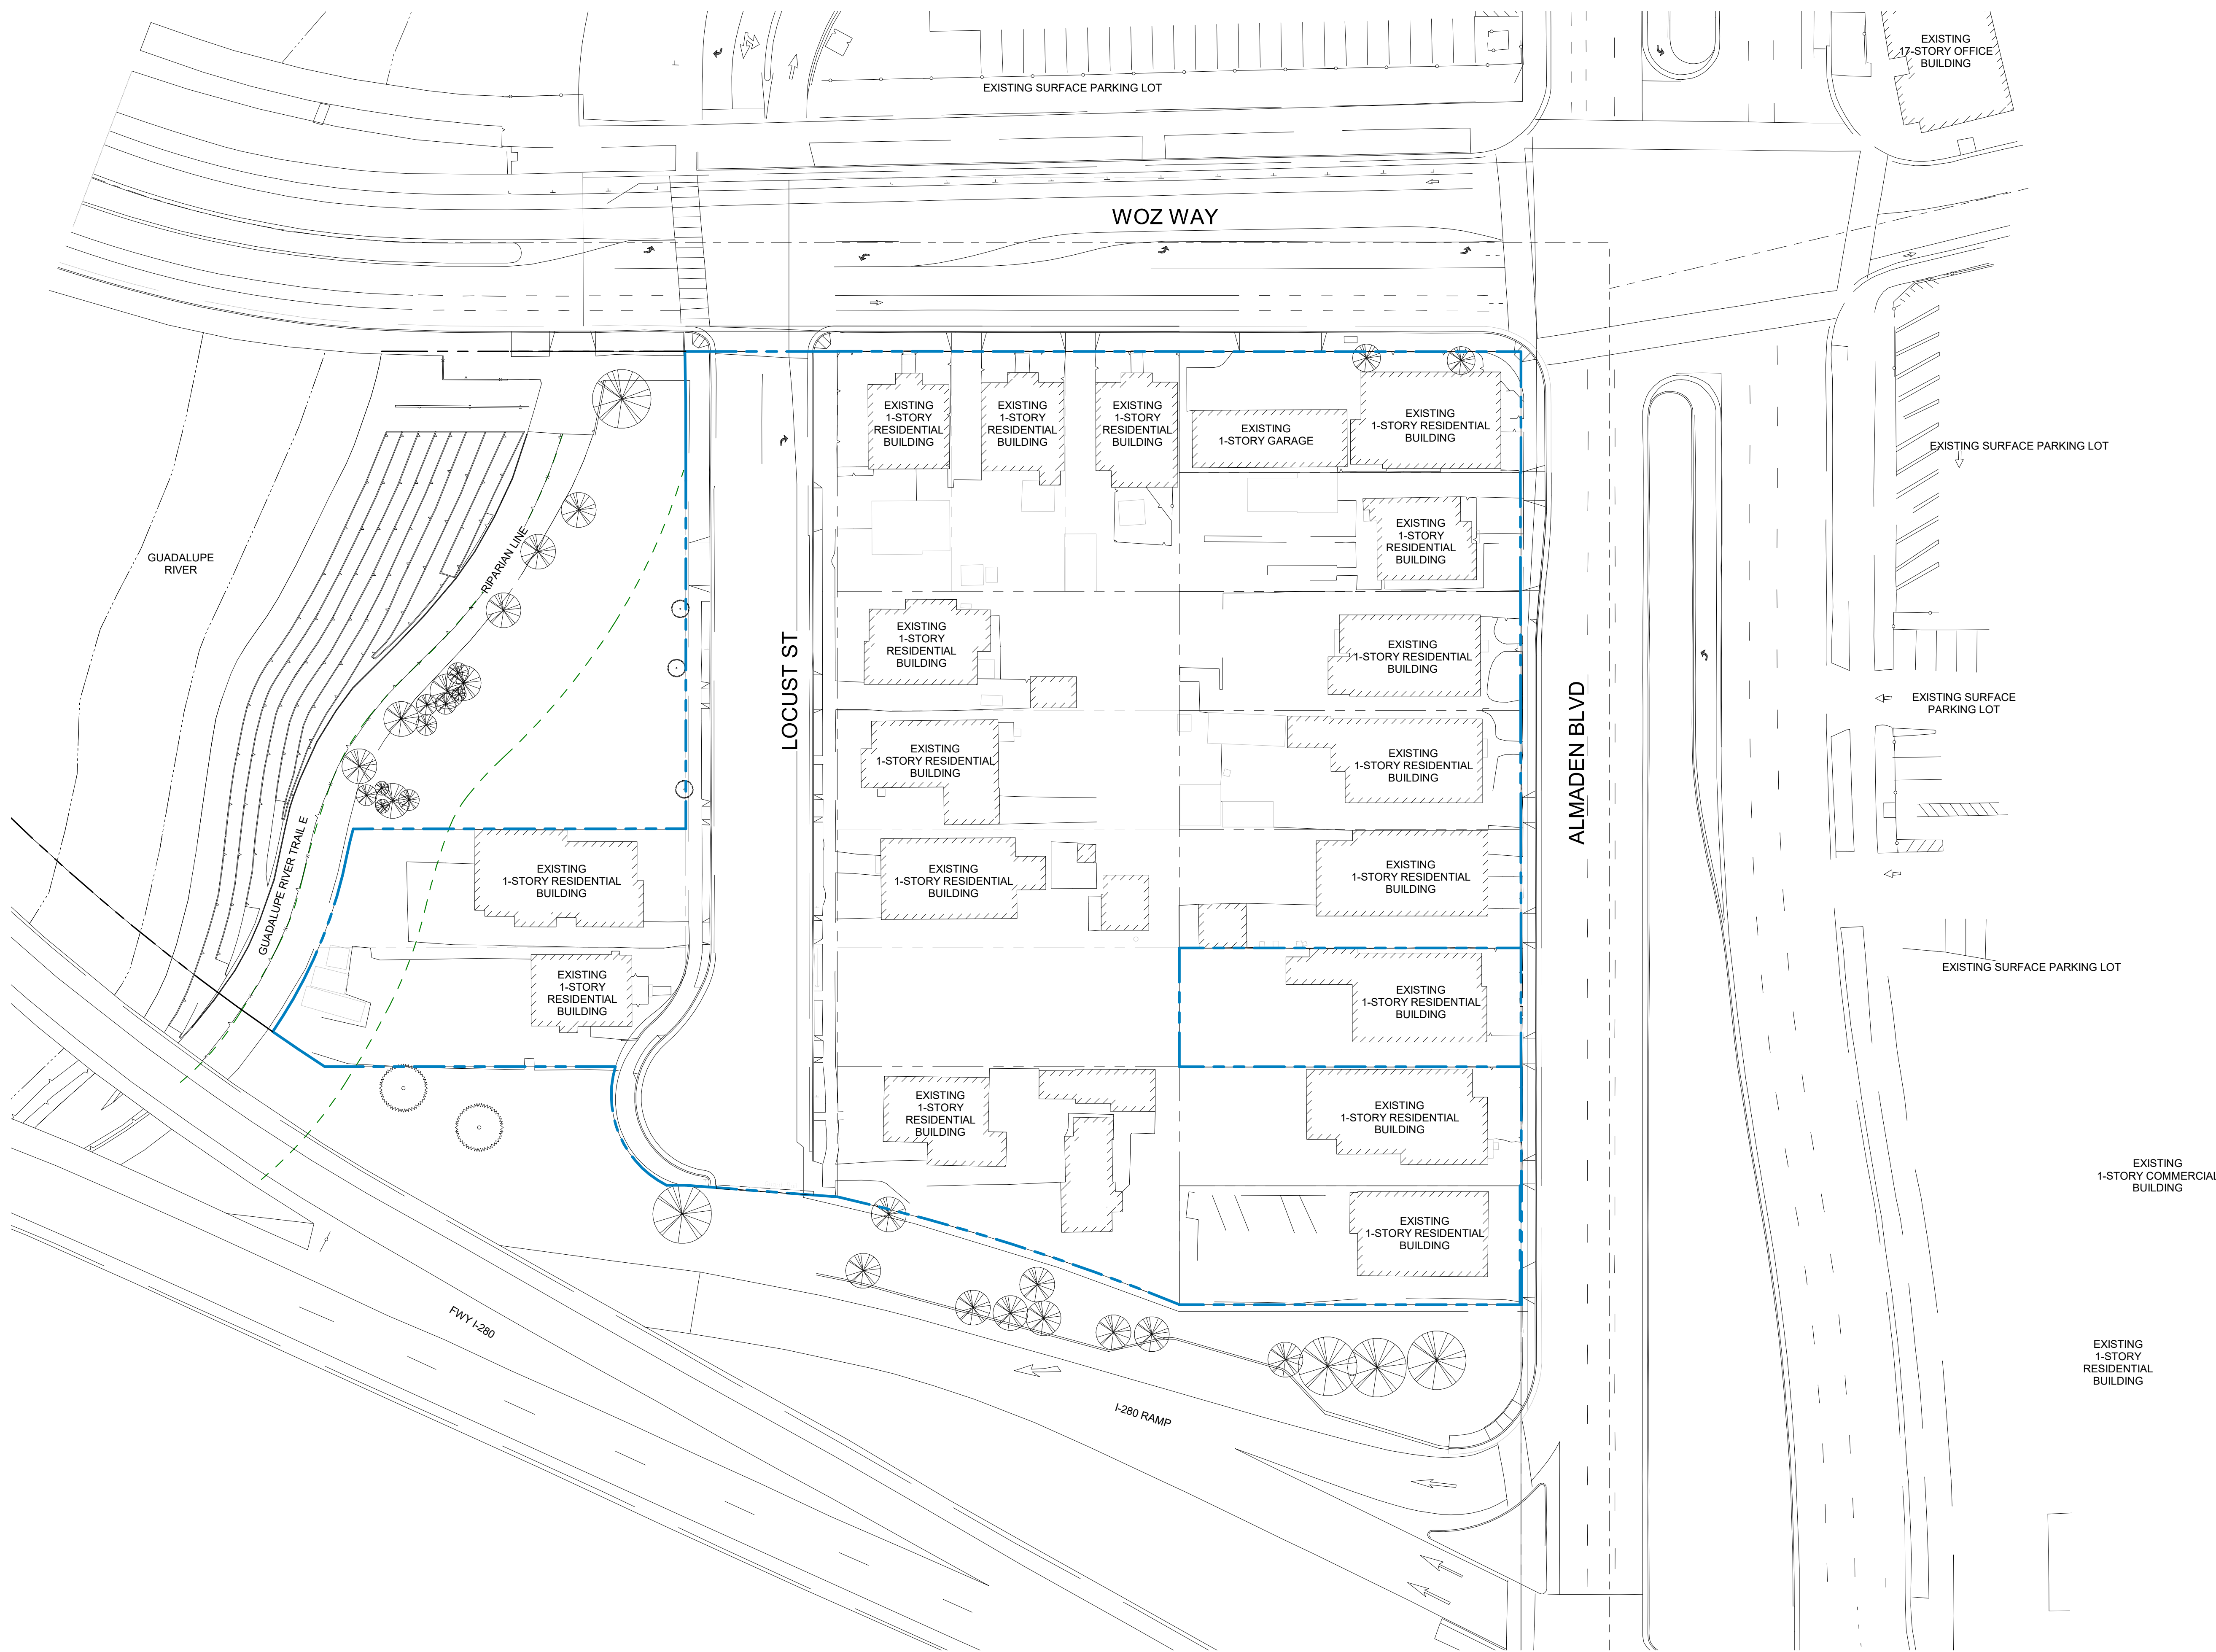 EXISTING
17-STORY OFFICE
BUILDING
EXISTING SURFACE PARKING LOT
WOZ WAY
EXISTING
1-STORY
RESIDENTIAL
BUILDING
EXISTING
1-STORY
RESIDENTIAL
BUILDING
EXISTING
1-STORY
RESIDENTIAL
BUILDING
EXISTING
1-STORY GARAGE
EXISTING
1-STORY RESIDENTIAL
BUILDING
EXISTING SURFACE PARKING LOT
EXISTING
1-STORY
RESIDENTIAL
BUILDING
GUADALUPE
RIVER
RIPARIAN LINE
EXISTING
1-STORY
RESIDENTIAL
BUILDING
EXISTING
1-STORY RESIDENTIAL
BUILDING
LOCUST ST
ALMADEN BLVD
EXISTING SURFACE
PARKING LOT
EXISTING
1-STORY RESIDENTIAL
BUILDING
EXISTING
1-STORY RESIDENTIAL
BUILDING
GUADALUPE RIVER TRAIL E
EXISTING
1-STORY RESIDENTIAL
BUILDING
EXISTING
1-STORY RESIDENTIAL
BUILDING
EXISTING
1-STORY RESIDENTIAL
BUILDING
EXISTING SURFACE PARKING LOT
EXISTING
1-STORY
RESIDENTIAL
BUILDING
EXISTING
1-STORY RESIDENTIAL
BUILDING
EXISTING
1-STORY
RESIDENTIAL
BUILDING
EXISTING
1-STORY RESIDENTIAL
BUILDING
EXISTING
1-STORY COMMERCIAL
BUILDING
EXISTING
1-STORY RESIDENTIAL
BUILDING
FWY I-280
EXISTING
1-STORY
RESIDENTIAL
BUILDING
I-280 RAMP